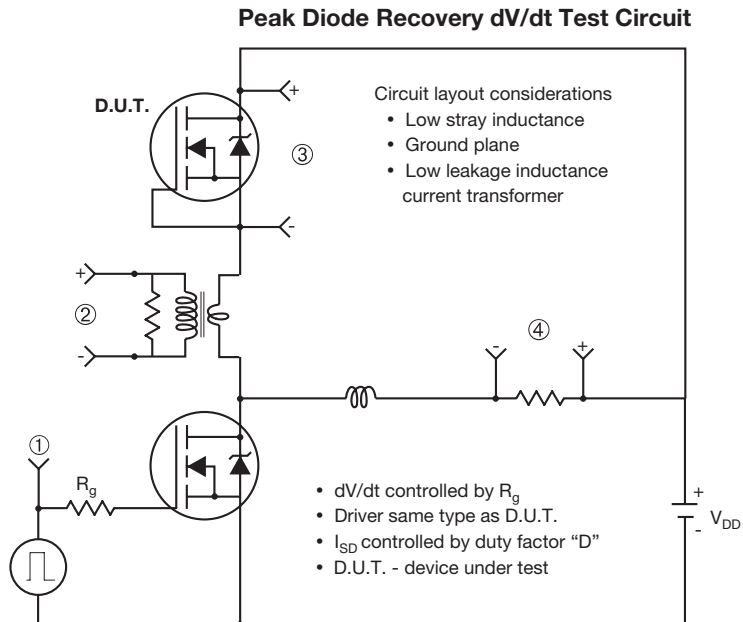 Peak Diode Recovery dV/dt Test Circuit
D.U.T.
+
-
③
Circuit layout considerations
• Low stray inductance
• Ground plane
• Low leakage inductance
current transformer
+
②
-
-
④
+
①
Rg
• dV/dt controlled by Rg
• Driver same type as D.U.T.
• ISD controlled by duty factor “D”
• D.U.T. - device under test
+
-
VDD